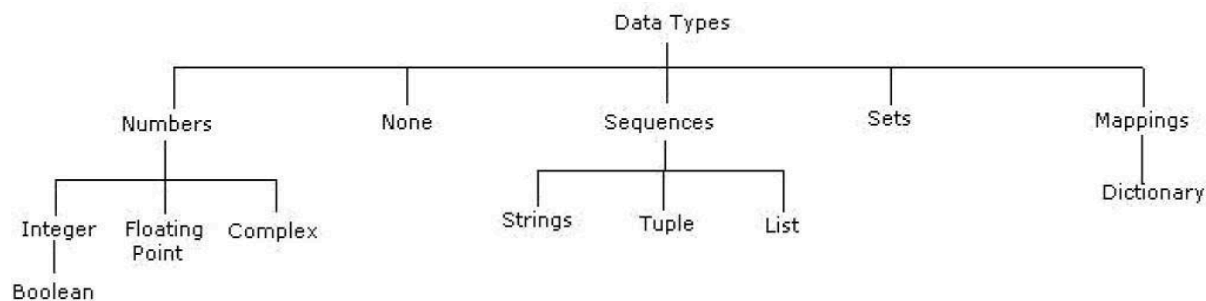 Data Types
Numbers
None
Sequences
Sets
Mappings
Integer
Floating
Point
Complex
Strings
Tuple
List
Dictionary
Boolean